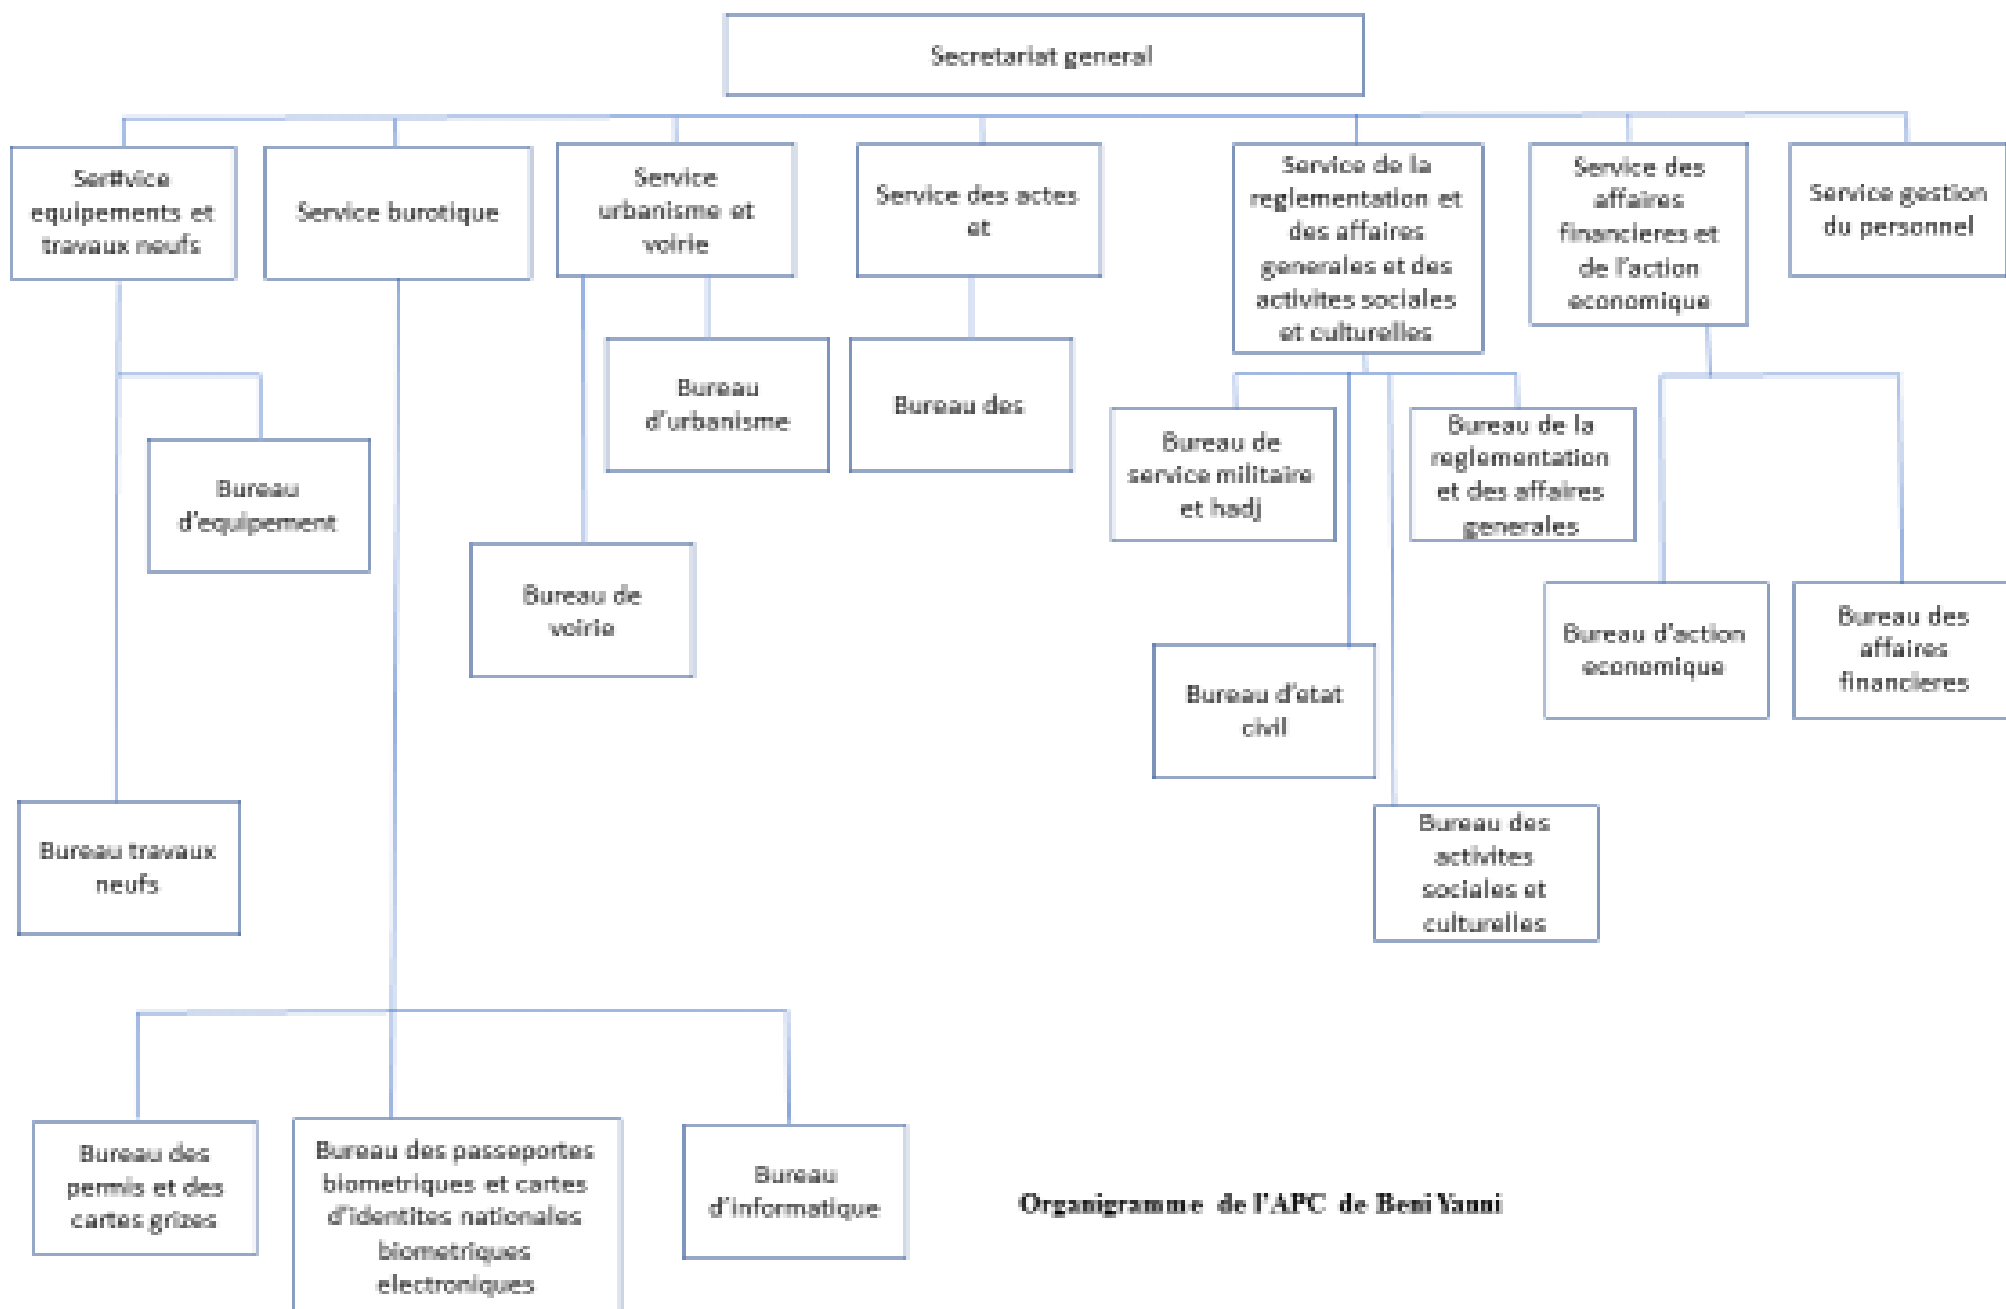 Secretariat general
Sertivice
equipements et
travaux neufs
Service burotique
Service
urbanisme et
voirie
Service des actes
et
Service de la
reglementation et
des affaires
generales et des
activites sociales
et culturelles
Service des
affaires
financieres et
de l'action
economique
Service gestion
du personnel
Bureau
d'urbanisme
Bureau des
Bureau de
service militaire
et hadj
Bureau de la
reglementation
et des affaires
generales
Bureau
d'equipement
Bureau de
voirie
Bureau d'action
economique
Bureau des
affaires
financieres
Bureau d'etat
civil
Bureau travaux
neufs
Bureau des
activites
sociales et
culturelles
Bureau des
permis et des
cartes grizes
Bureau des passeportes
biometriques et cartes
d'identites nationales
biometriques
electroniques
Bureau
d'informatique
Organigramme de l'APC de Beni Yanni